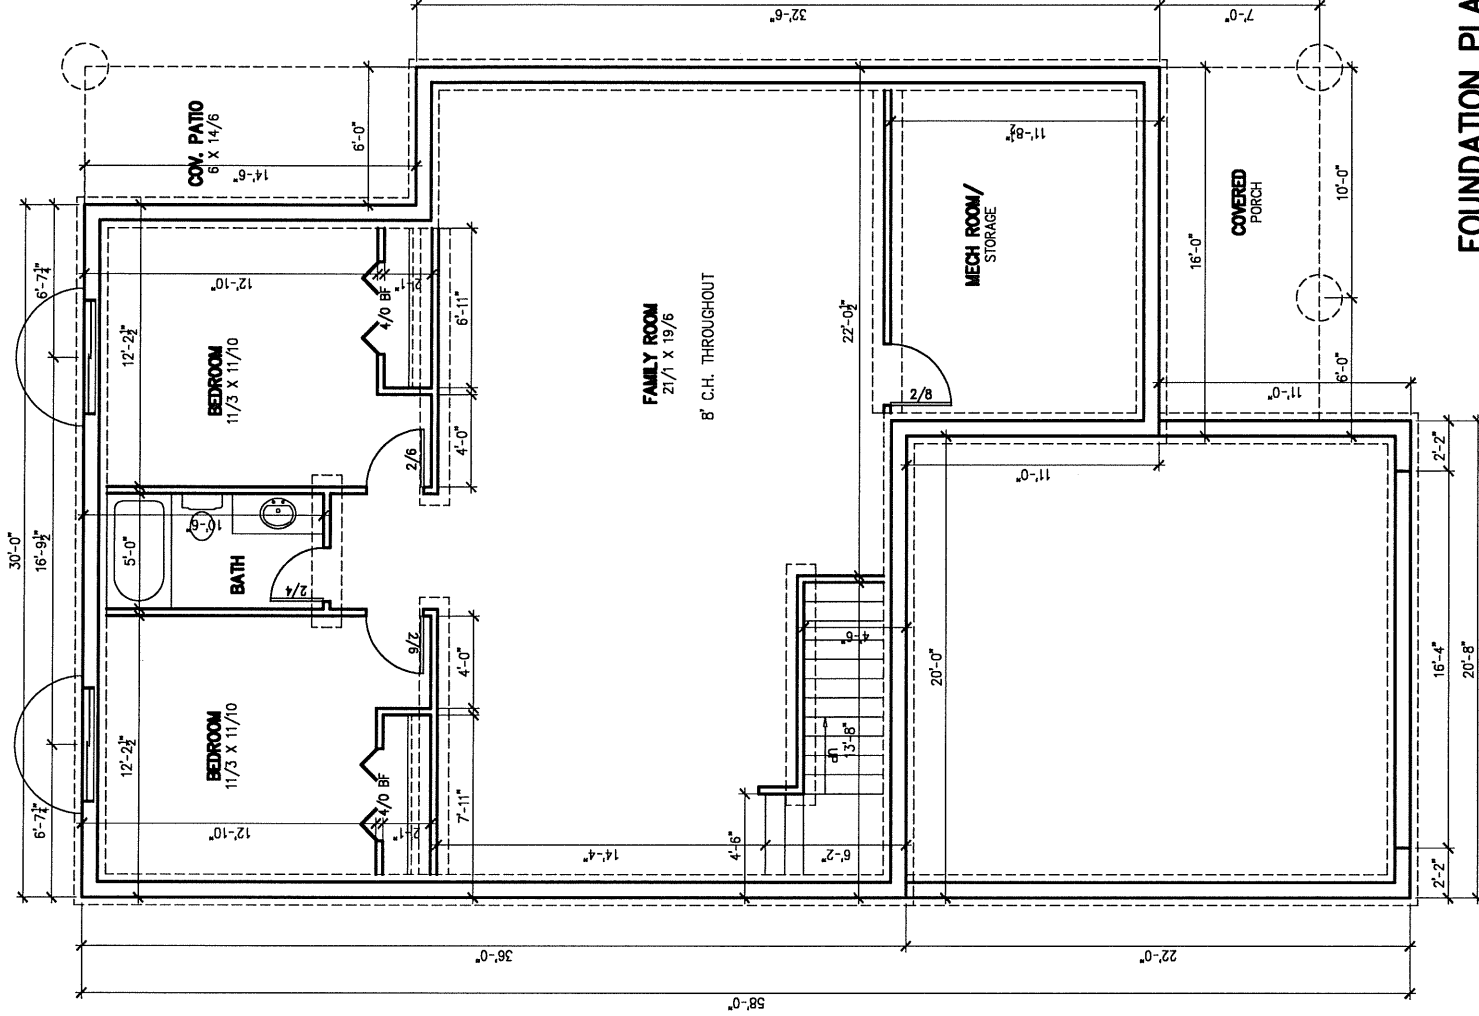 32'-6"
7'-0"
COV. PATIO
6 X 14/6
14'-6"
6'-0"
30'-0"
6'-7¼"
16'-9½"
6'-7¼"
12'-2½"
5'-0"
12'-2½"
BEDROOM
11/3 X 11/10
12'-10"
2'-1"
4/0 BF
6'-11"
4'-0"
2/6
10'-6"
BATH
2/4
2/6
4'-0"
BEDROOM
11/3 X 11/10
12'-10"
2'-1"
4/0 BF
7'-11"
FAMILY ROOM
21/1 X 19/6
8' C.H. THROUGHOUT
22'-0½"
14'-4"
4'-6"
6'-2"
UP
13'-8"
4'-6"
MECH ROOM/
STORAGE
11'-8½"
2/8
COVERED
PORCH
16'-0"
10'-0"
6'-0"
11'-0"
11'-0"
20'-0"
2'-2"
16'-4"
2'-2"
20'-8"
36'-0"
22'-0"
58'-0"
FOUNDATION PLA